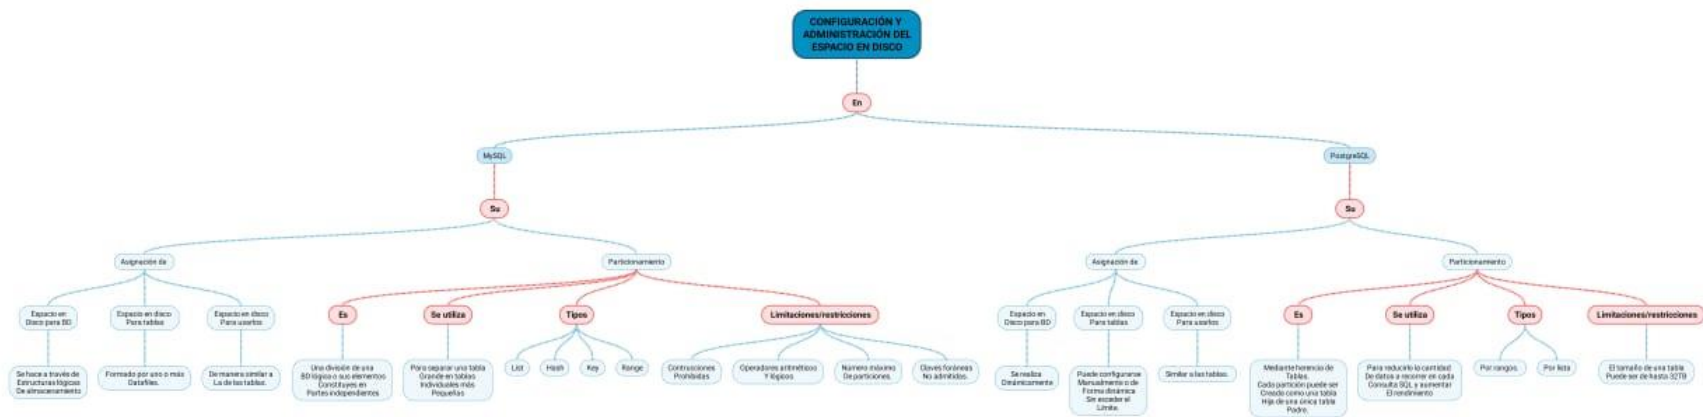 CONFIGURACIÓN Y
ADMINISTRACIÓN DEL
ESPACIO EN DISCO
En
MySQL
PostgreSQL
Su
Su
Asignación de
Particionamiento
Asignación de
Particionamiento
Espacio en
Disco para BD
Espacio en disco
Para tablas
Espacio en disco
Para usarlos
Es
Se utiliza
Tipos
Limitaciones/restricciones
Espacio en
Disco para BD
Espacio en disco
Para tablas
Espacio en disco
Para usarlos
Es
Se utiliza
Tipos
Limitaciones/restricciones
Se hace a través de
Estructuras lógicas
De almacenamiento
Formado por uno o más
Datafiles.
De manera similar a
La de las tablas.
Una división de una
BD lógica o sus elementos
Constituyes en
Partes independientes
Para separar una tabla
Grande en tablas
Individuales más
Pequeñas
List
Hash
Key
Range
Contrucciones
Prohibidas
Operadores aritméticos
Y lógicos
Número máximo
De particiones.
Claves foráneas
No admitidas.
Se realiza
Dinámicamente
Puede configurarse
Manualmente o de
Forma dinámica
Sin exceder el
Límite.
Similar a las tablas.
Mediante herencia de
Tablas.
Cada partición puede ser
Creada como una tabla
Hija de una única tabla
Padre.
Para reducirlo la cantidad
De datos a recorrer en cada
Consulta SQL y aumentar
El rendimiento
Por rangos.
Por lista
El tamaño de una tabla
Puede ser de hasta 32TB